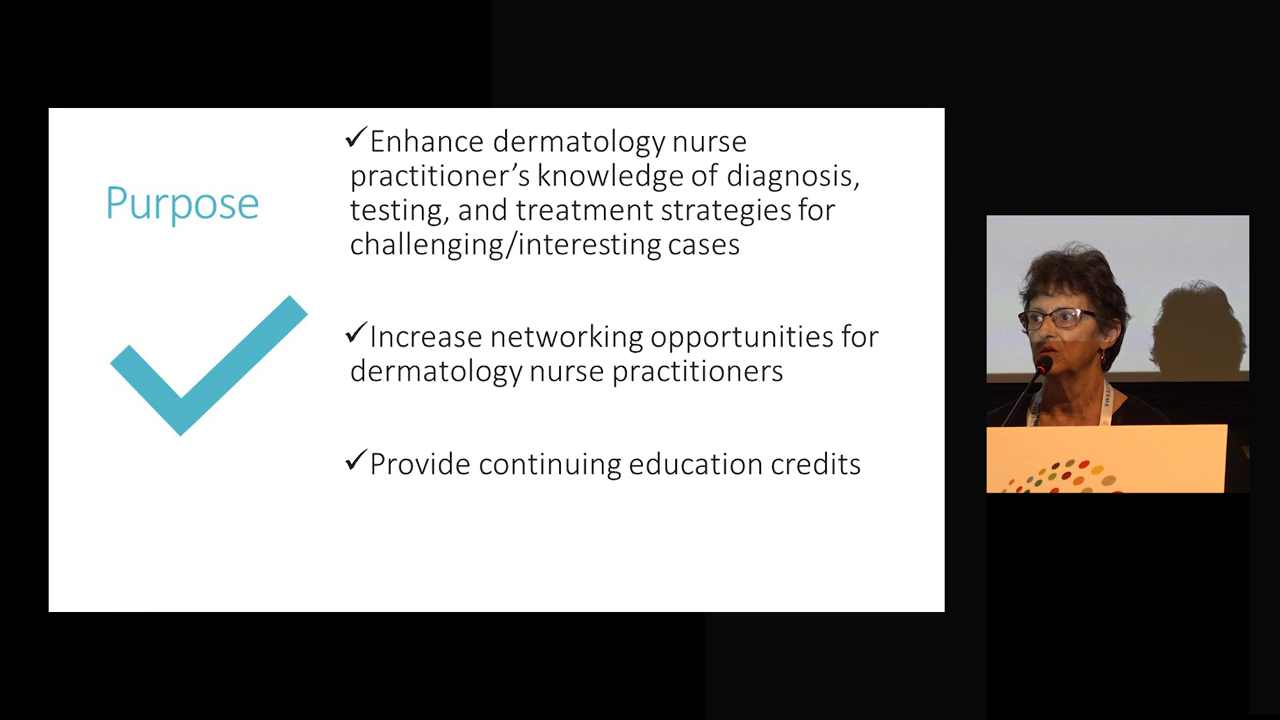 Purpose
✓Enhance dermatology nurse
practitioner’s knowledge of diagnosis,
testing, and treatment strategies for
challenging/interesting cases
✓Increase networking opportunities for
dermatology nurse practitioners
✓Provide continuing education credits